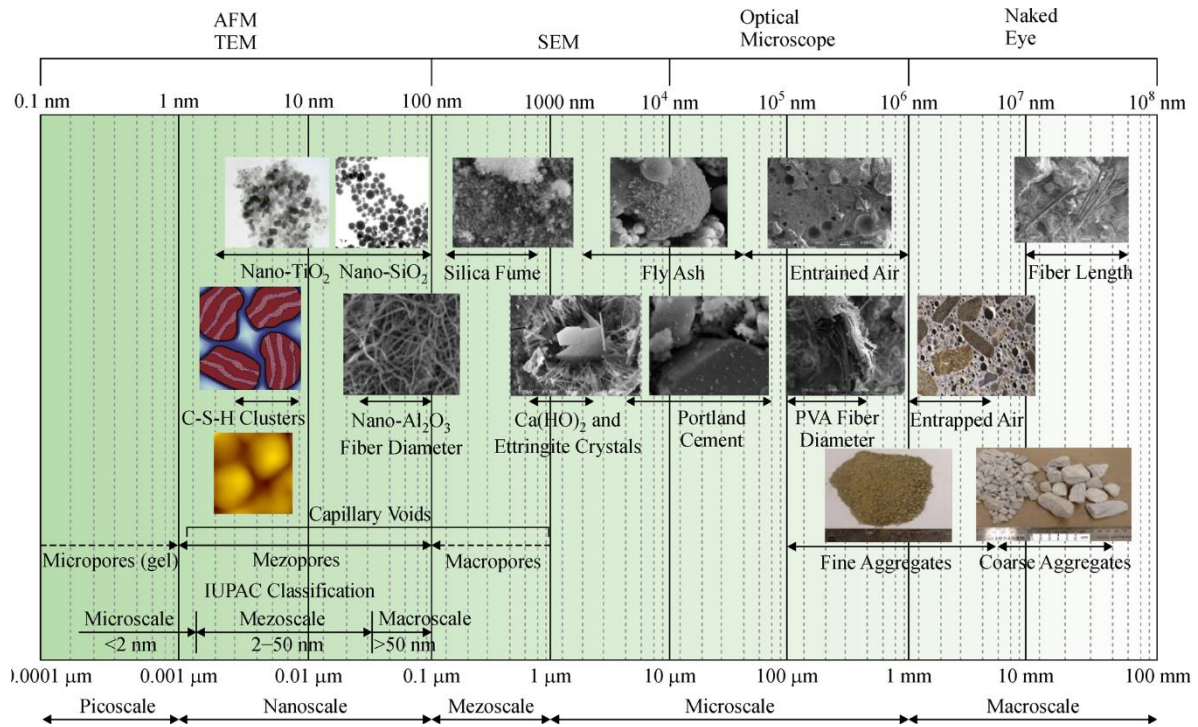 AFM
TEM
SEM
Optical
Microscope
Naked
Eye
0.1 nm 1 nm 10 nm 100 nm 1000 nm 10⁴ nm 10⁵ nm 10⁶ nm 10⁷ nm 10⁸ nm
Nano-TiO₂ Nano-SiO₂ Silica Fume Fly Ash Entrained Air Fiber Length
C-S-H Clusters
Nano-Al₂O₃
Fiber Diameter
Ca(HO)₂ and
Ettringite Crystals
Portland
Cement
PVA Fiber
Diameter
Entrapped Air
Capillary Voids
Micropores (gel) Mezopores Macropores Fine Aggregates Coarse Aggregates
IUPAC Classification
Microscale Mezoscale Macroscale
<2 nm 2−50 nm >50 nm
0.0001 μm 0.001 μm 0.01 μm 0.1 μm 1 μm 10 μm 100 μm 1 mm 10 mm 100 mm
Picoscale Nanoscale Mezoscale Microscale Macroscale